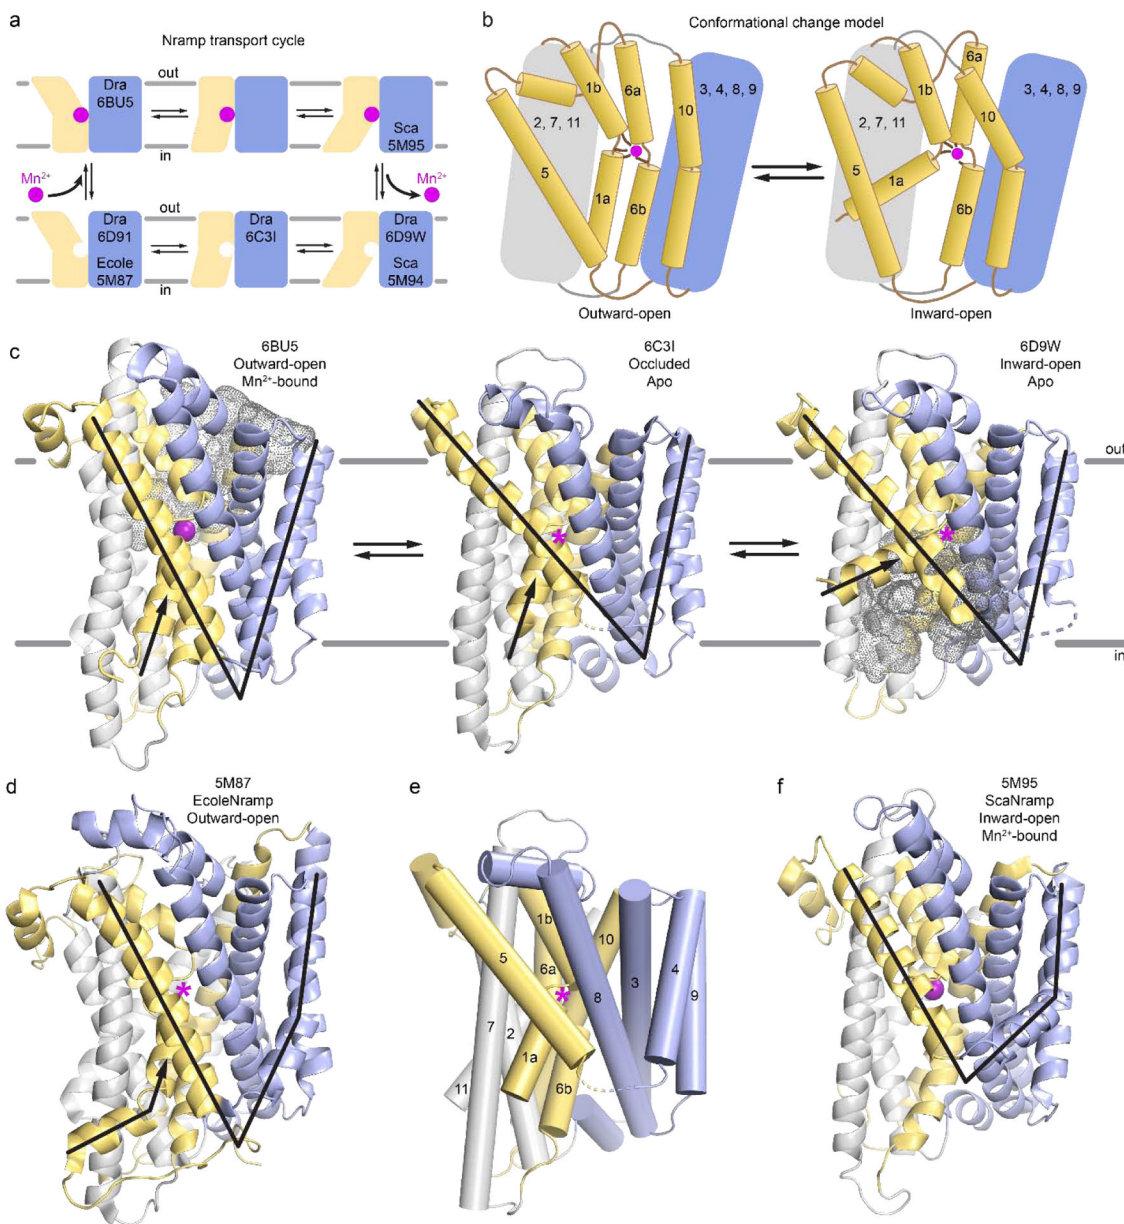 a
Nramp transport cycle
out
Dra
6BU5
Sca
5M95
in
Mn2+
Mn2+
out
Dra
6D91
Ecole
5M87
Dra
6C3I
Dra
6D9W
Sca
5M94
in
b
Conformational change model
1b
6a
10
3, 4, 8, 9
2, 7, 11
5
1a
6b
Outward-open
6a
1b
10
3, 4, 8, 9
2, 7, 11
5
1a
6b
Inward-open
c
6BU5
Outward-open
Mn2+-bound
6C3I
Occluded
Apo
*
6D9W
Inward-open
Apo
*
out
in
d
5M87
EcoleNramp
Outward-open
*
e
1b
10
5
6a
*
4
3
8
9
7
2
1a
6b
11
f
5M95
ScaNramp
Inward-open
Mn2+-bound